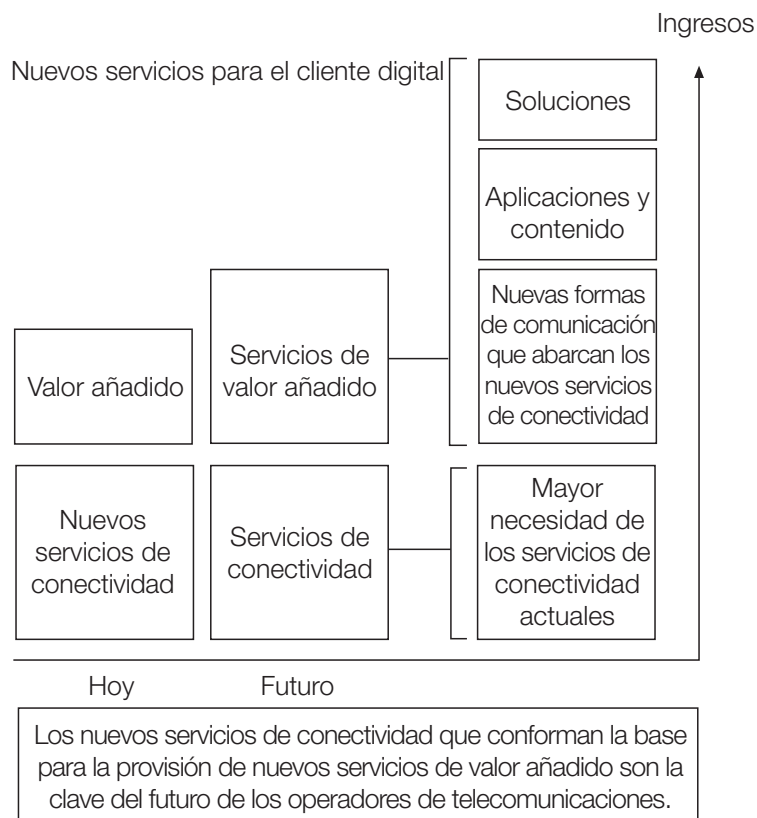 Ingresos
Nuevos servicios para el cliente digital
Soluciones
Aplicaciones y
contenido
Nuevas formas
de comunicación
que abarcan los
nuevos servicios
de conectividad
Valor añadido
Servicios de
valor añadido
Nuevos
servicios de
conectividad
Servicios de
conectividad
Mayor
necesidad de
los servicios de
conectividad
actuales
Hoy
Futuro
Los nuevos servicios de conectividad que conforman la base
para la provisión de nuevos servicios de valor añadido son la
clave del futuro de los operadores de telecomunicaciones.